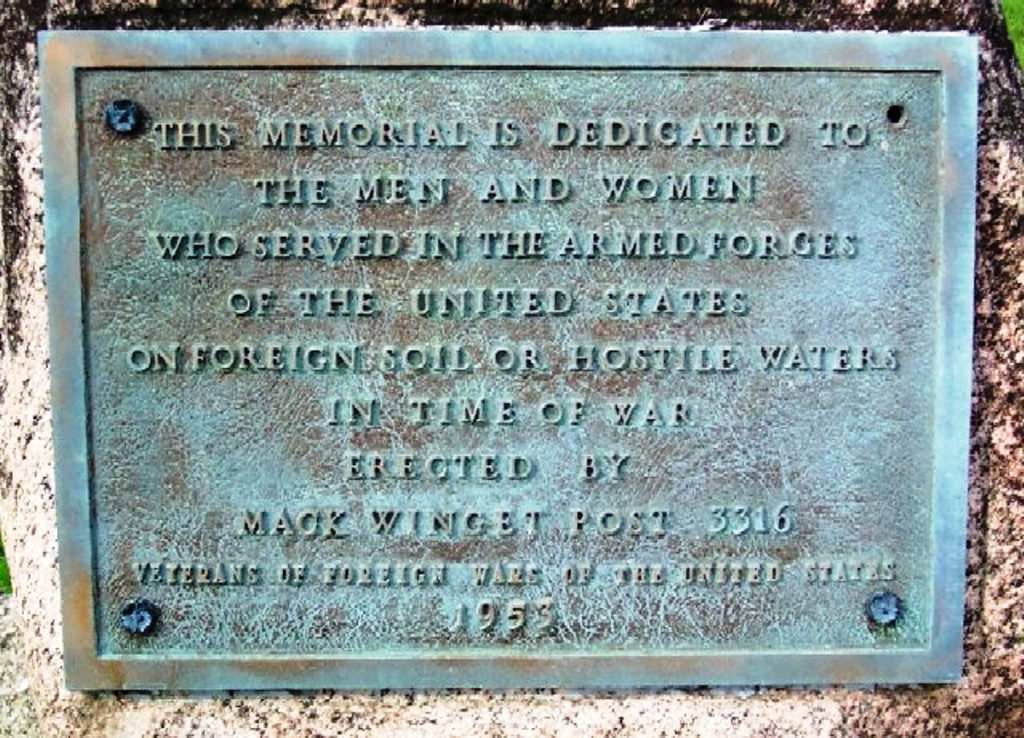 THIS MEMORIAL IS DEDICATED TO
THE MEN AND WOMEN
WHO SERVED IN THE ARMED FORCES
OF THE UNITED STATES
ON FOREIGN SOIL OR HOSTILE WATERS
IN TIME OF WAR
ERECTED BY
MACK WINGET POST 3316
VETERANS OF FOREIGN WARS OF THE UNITED STATES
1953